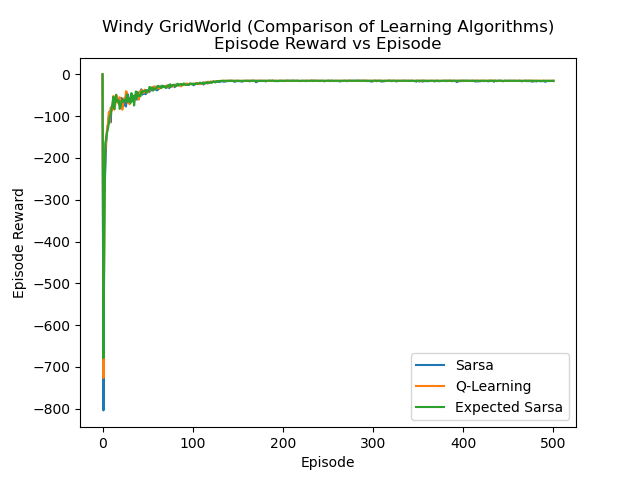 Windy GridWorld (Comparison of Learning Algorithms)
Episode Reward vs Episode
0
−100
−200
−300
−400
−500
−600
−700
−800
Episode Reward
Sarsa
Q-Learning
Expected Sarsa
0 100 200 300 400 500
Episode